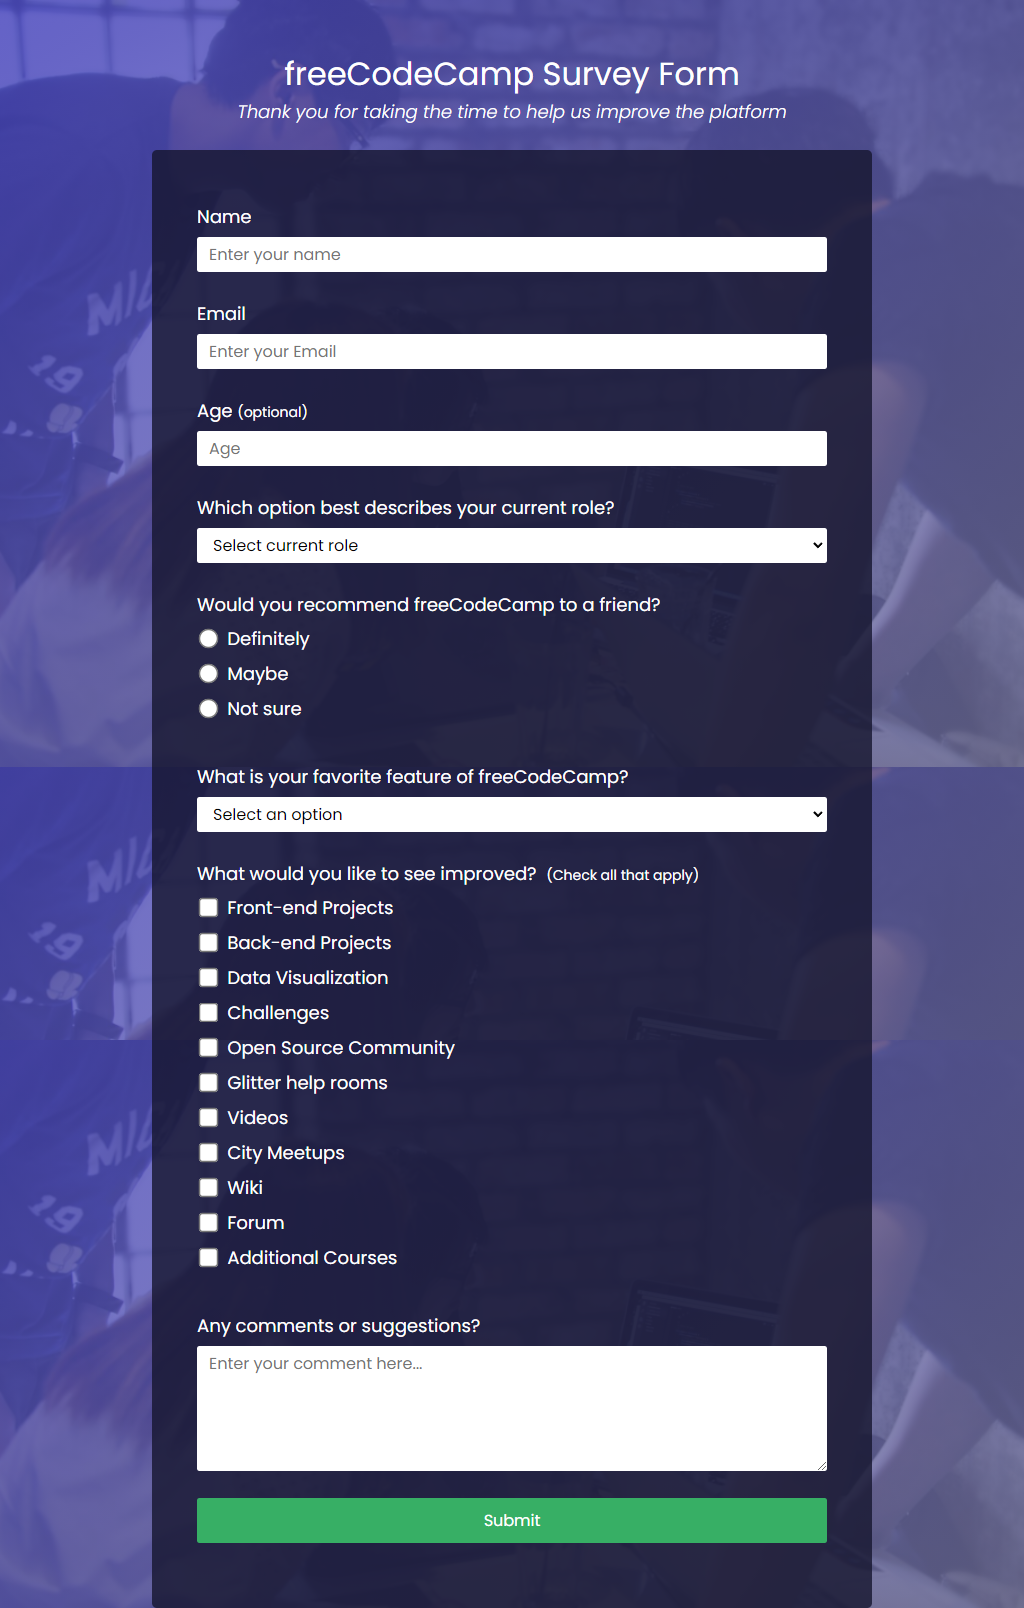 freeCodeCamp Survey Form
Thank you for taking the time to help us improve the platform
Name
Enter your name
Email
Enter your Email
Age (optional)
Age
Which option best describes your current role?
Select current role
Would you recommend freeCodeCamp to a friend?
Definitely
Maybe
Not sure
What is your favorite feature of freeCodeCamp?
Select an option
What would you like to see improved? (Check all that apply)
Front-end Projects
Back-end Projects
Data Visualization
Challenges
Open Source Community
Glitter help rooms
Videos
City Meetups
Wiki
Forum
Additional Courses
Any comments or suggestions?
Enter your comment here...
Submit
19
19
19